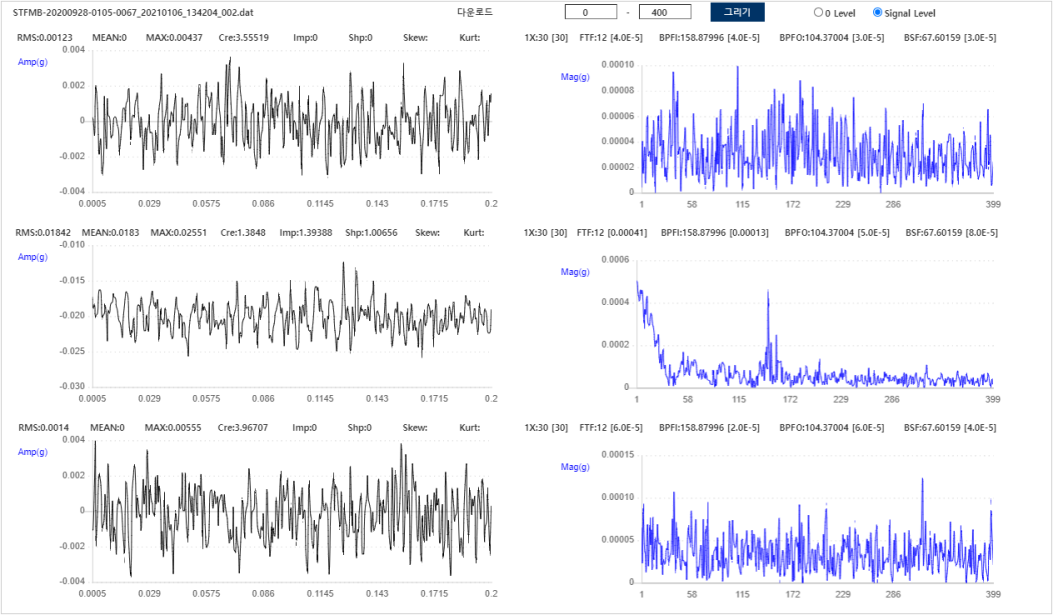 STFMB-20200928-0105-0067_20210106_134204_002.dat 다운로드 0 - 400 그리기 0 Level Signal Level
RMS:0.00123 MEAN:0 MAX:0.00437 Cre:3.55519 Imp:0 Shp:0 Skew: Kurt: 1X:30 [30] FTF:12 [4.0E-5] BPFI:158.87996 [4.0E-5] BPFO:104.37004 [3.0E-5] BSF:67.60159 [3.0E-5]
Amp(g)
0.004
0.002
0
-0.002
-0.004
0.0005 0.029 0.0575 0.086 0.1145 0.143 0.1715 0.2
Mag(g)
0.00010
0.00008
0.00006
0.00004
0.00002
0
1 58 115 172 229 286 399
RMS:0.01842 MEAN:0.0183 MAX:0.02551 Cre:1.3848 Imp:1.39388 Shp:1.00656 Skew: Kurt: 1X:30 [30] FTF:12 [0.00041] BPFI:158.87996 [0.00013] BPFO:104.37004 [5.0E-5] BSF:67.60159 [8.0E-5]
Amp(g)
-0.010
-0.015
-0.020
-0.025
-0.030
0.0005 0.029 0.0575 0.086 0.1145 0.143 0.1715 0.2
Mag(g)
0.0006
0.0004
0.0002
0
1 58 115 172 229 286 399
RMS:0.0014 MEAN:0 MAX:0.00555 Cre:3.96707 Imp:0 Shp:0 Skew: Kurt: 1X:30 [30] FTF:12 [6.0E-5] BPFI:158.87996 [2.0E-5] BPFO:104.37004 [6.0E-5] BSF:67.60159 [4.0E-5]
Amp(g)
0.004
0.002
0
-0.002
-0.004
0.0005 0.029 0.0575 0.086 0.1145 0.143 0.1715 0.2
Mag(g)
0.00015
0.00010
0.00005
0
1 58 115 172 229 286 399